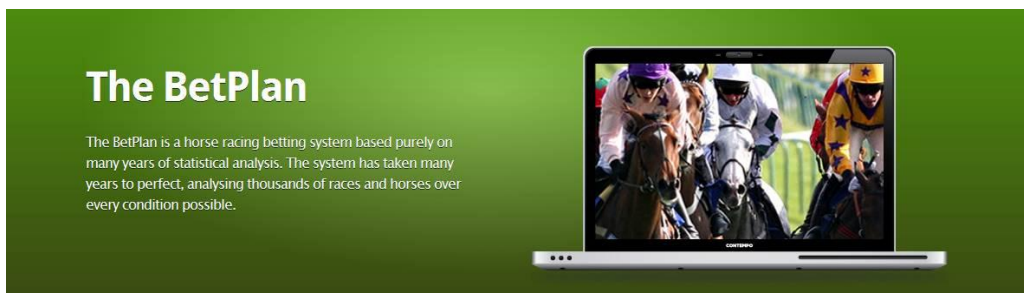 The BetPlan
The BetPlan is a horse racing betting system based purely on
many years of statistical analysis. The system has taken many
years to perfect, analysing thousands of races and horses over
every condition possible.
CONTEMPO